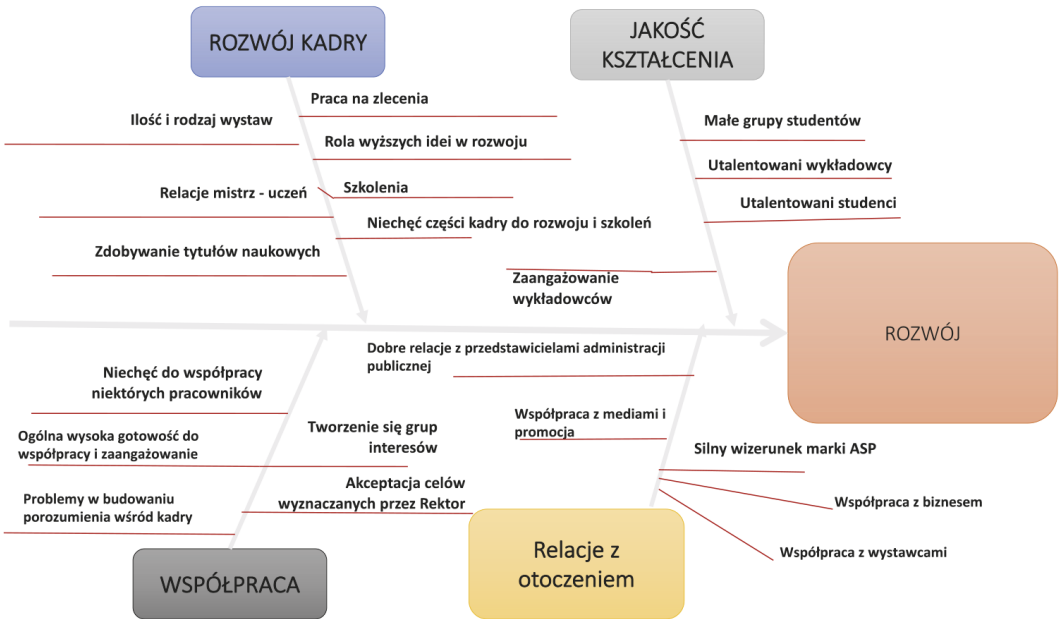 ROZWÓJ KADRY
JAKOŚĆ
KSZTAŁCENIA
Praca na zlecenia
Ilość i rodzaj wystaw
Rola wyższych idei w rozwoju
Relacje mistrz - uczeń
Szkolenia
Niechęć części kadry do rozwoju i szkoleń
Zdobywanie tytułów naukowych
Małe grupy studentów
Utalentowani wykładowcy
Utalentowani studenci
Zaangażowanie
wykładowców
ROZWÓJ
Dobre relacje z przedstawicielami administracji
publicznej
Niechęć do współpracy
niektórych pracowników
Współpraca z mediami i
promocja
Ogólna wysoka gotowość do
współpracy i zaangażowanie
Tworzenie się grup
interesów
Silny wizerunek marki ASP
Problemy w budowaniu
porozumienia wśród kadry
Akceptacja celów
wyznaczanych przez Rektor
Współpraca z biznesem
Współpraca z wystawcami
WSPÓŁPRACA
Relacje z
otoczeniem